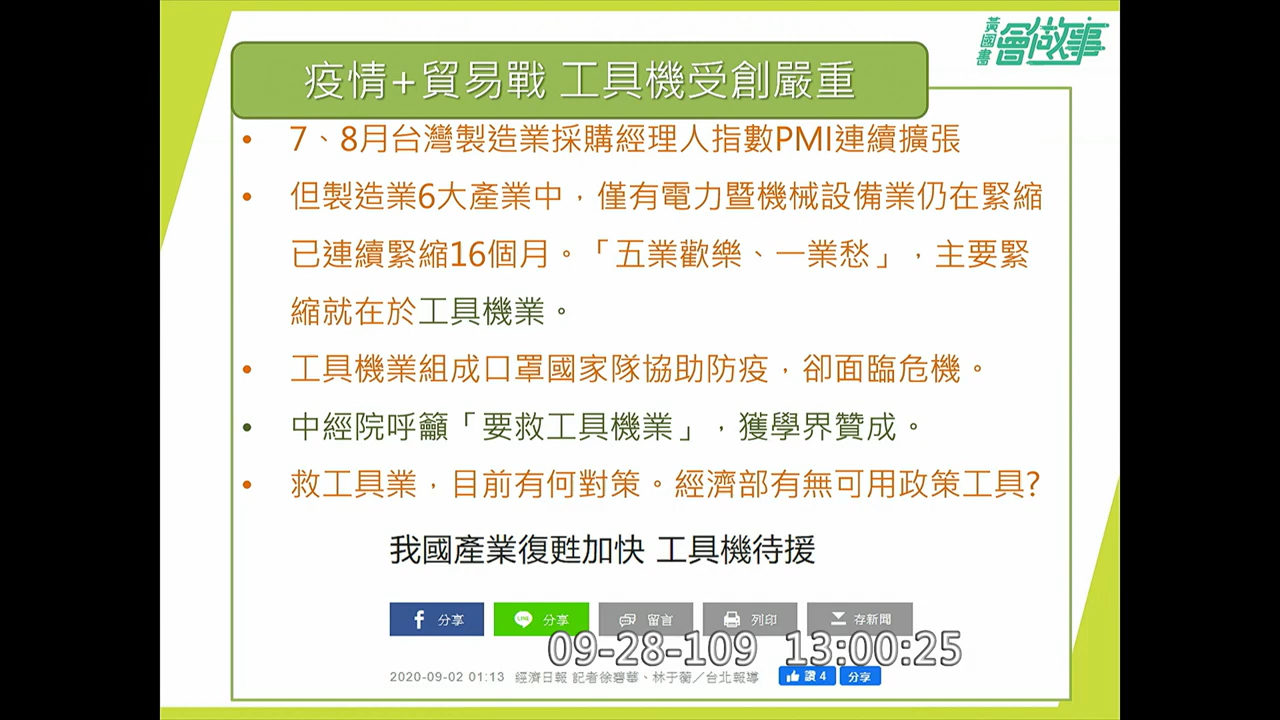 黃國書
會做事
疫情+貿易戰 工具機受創嚴重
• 7、8月台灣製造業採購經理人指數PMI連續擴張
• 但製造業6大產業中，僅有電力暨機械設備業仍在緊縮
已連續緊縮16個月。「五業歡樂、一業愁」，主要緊
縮就在於工具機業。
• 工具機業組成口罩國家隊協助防疫，卻面臨危機。
• 中經院呼籲「要救工具機業」，獲學界贊成。
• 救工具業，目前有何對策。經濟部有無可用政策工具?
我國產業復甦加快 工具機待援
分享 分享 留言 列印 存新聞
09-28-109 13:00:25
2020-09-02 01:13 經濟日報 記者徐碧華、林于蘅／台北報導 讚 4 分享